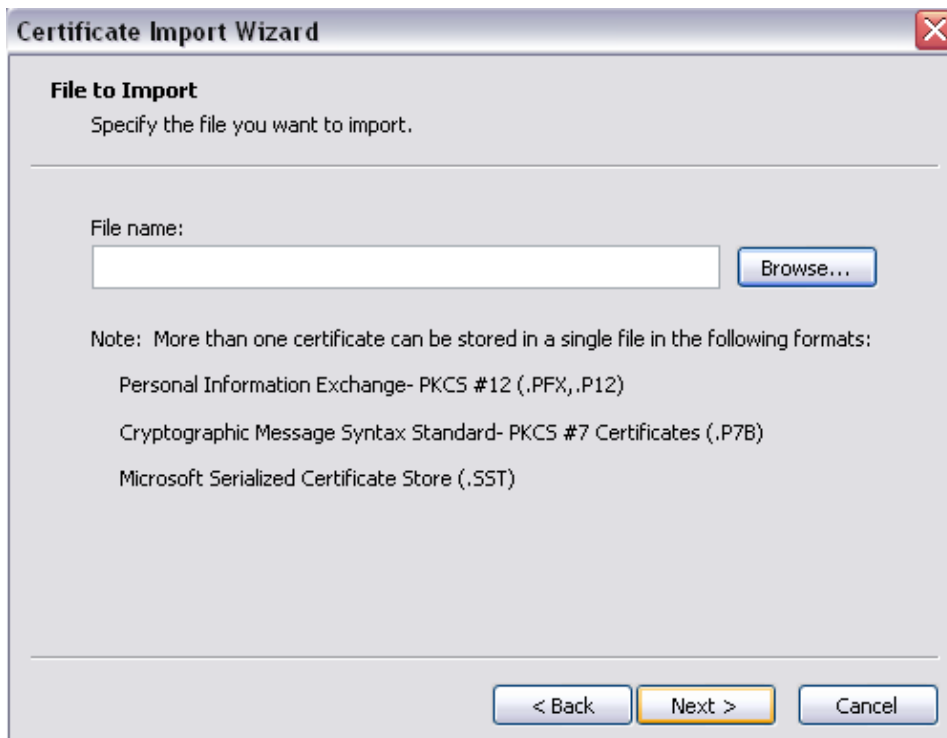 Certificate Import Wizard
File to Import
Specify the file you want to import.
File name:
Browse...
Note:  More than one certificate can be stored in a single file in the following formats:
Personal Information Exchange- PKCS #12 (.PFX,.P12)
Cryptographic Message Syntax Standard- PKCS #7 Certificates (.P7B)
Microsoft Serialized Certificate Store (.SST)
< Back Next > Cancel